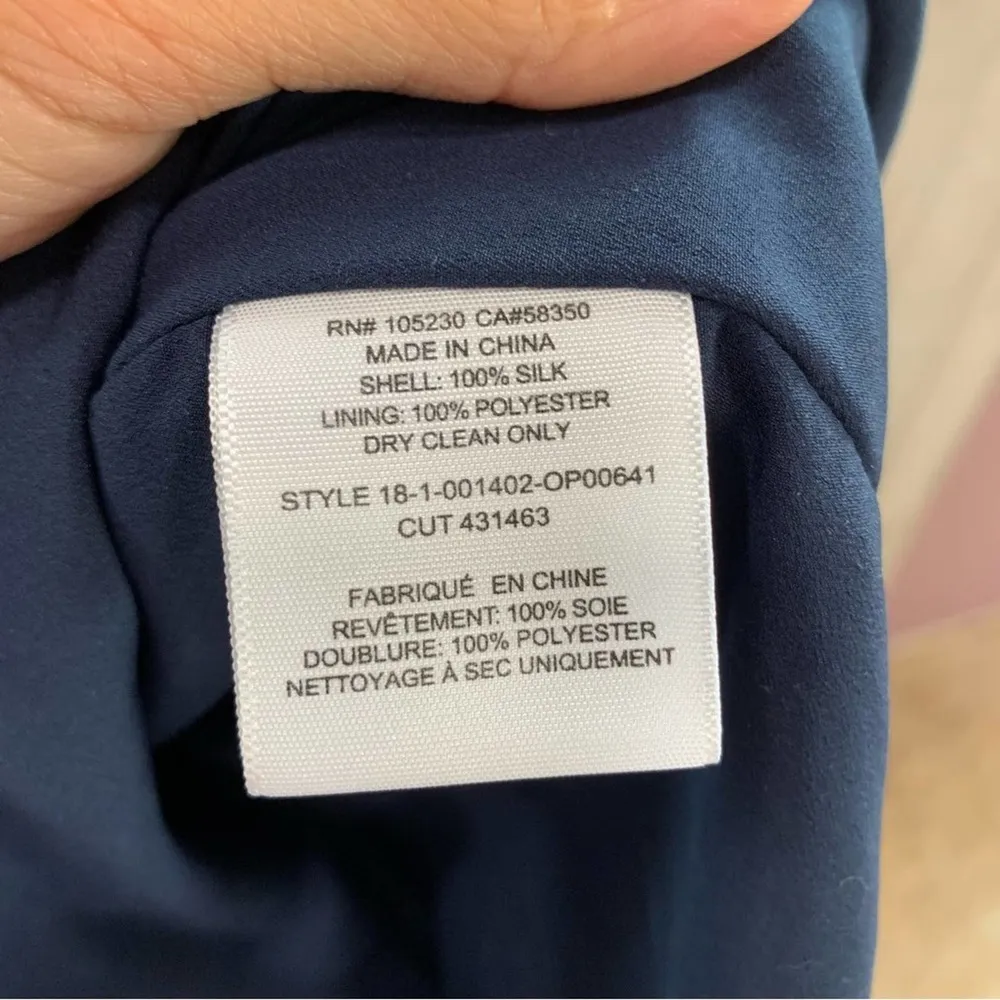 RN# 105230 CA#58350
MADE IN CHINA
SHELL: 100% SILK
LINING: 100% POLYESTER
DRY CLEAN ONLY
STYLE 18-1-001402-OP00641
CUT 431463
FABRIQUÉ EN CHINE
REVÊTEMENT: 100% SOIE
DOUBLURE: 100% POLYESTER
NETTOYAGE À SEC UNIQUEMENT